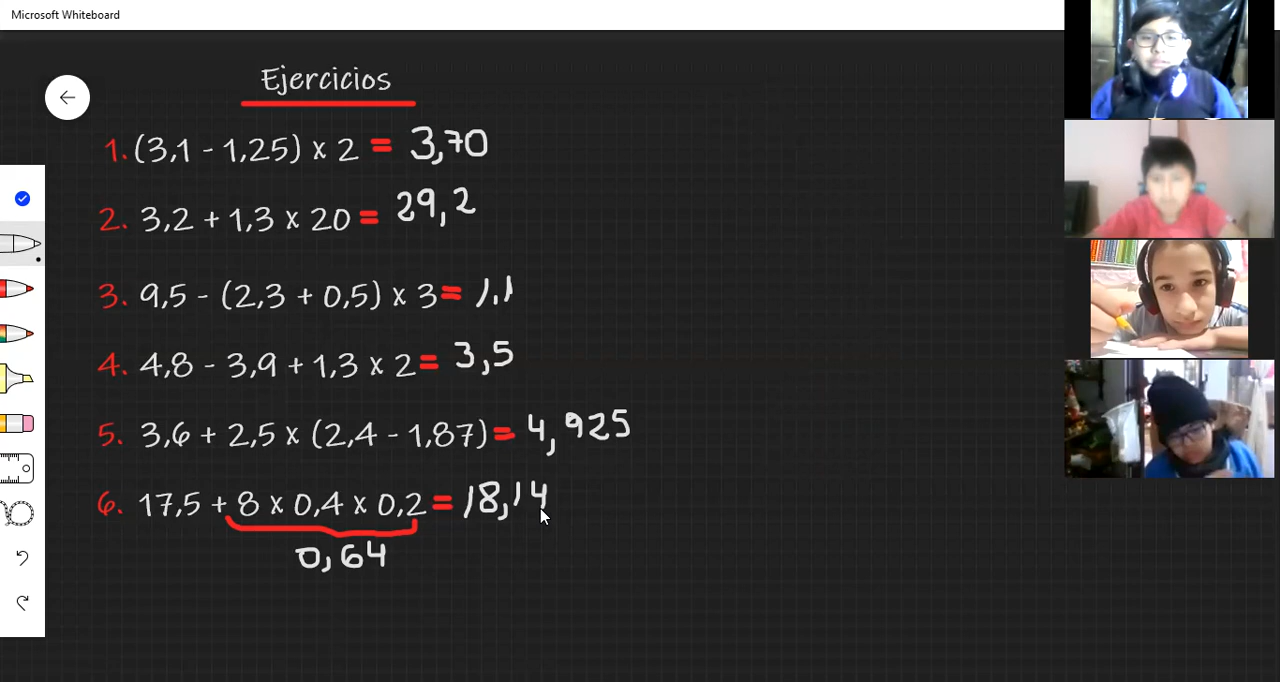 Microsoft Whiteboard
Ejercicios
1. (3,1 - 1,25) x 2 = 3,70
2. 3,2 + 1,3 x 20 = 29,2
3. 9,5 - (2,3 + 0,5) x 3 = 1,1
4. 4,8 - 3,9 + 1,3 x 2 = 3,5
5. 3,6 + 2,5 x (2,4 - 1,87) = 4,925
6. 17,5 + 8 x 0,4 x 0,2 = 18,14
0,64